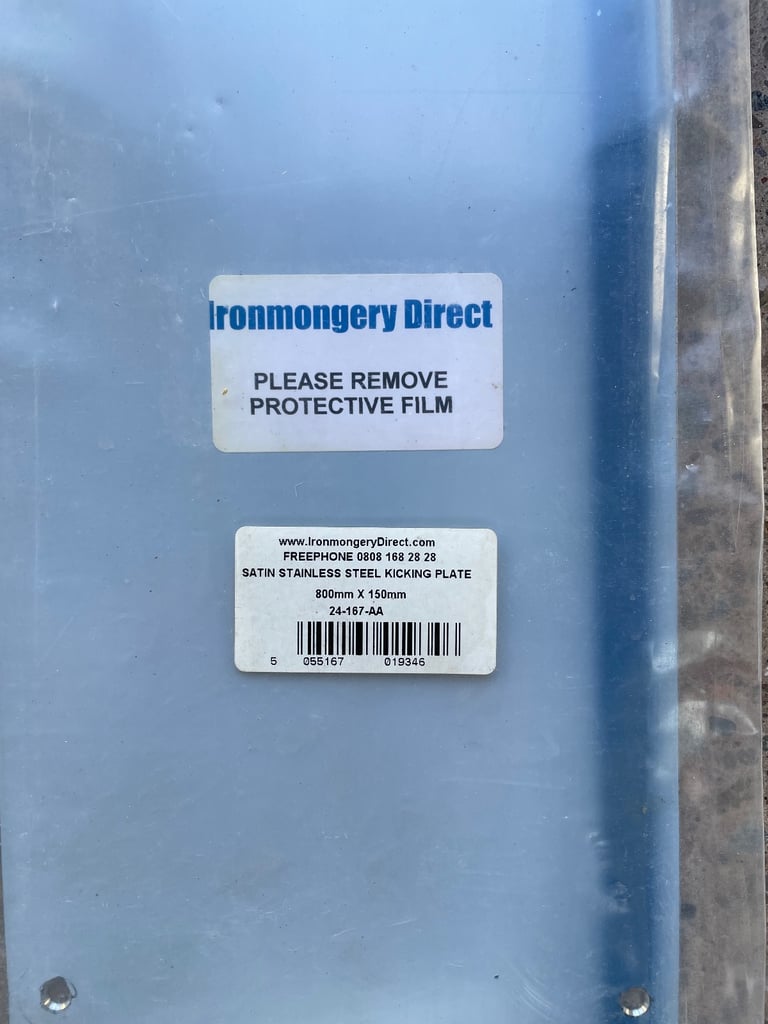 Ironmongery Direct
PLEASE REMOVE
PROTECTIVE FILM
www.IronmongeryDirect.com
FREEPHONE 0808 168 28 28
SATIN STAINLESS STEEL KICKING PLATE
800mm X 150mm
24-167-AA
5 055167 019346